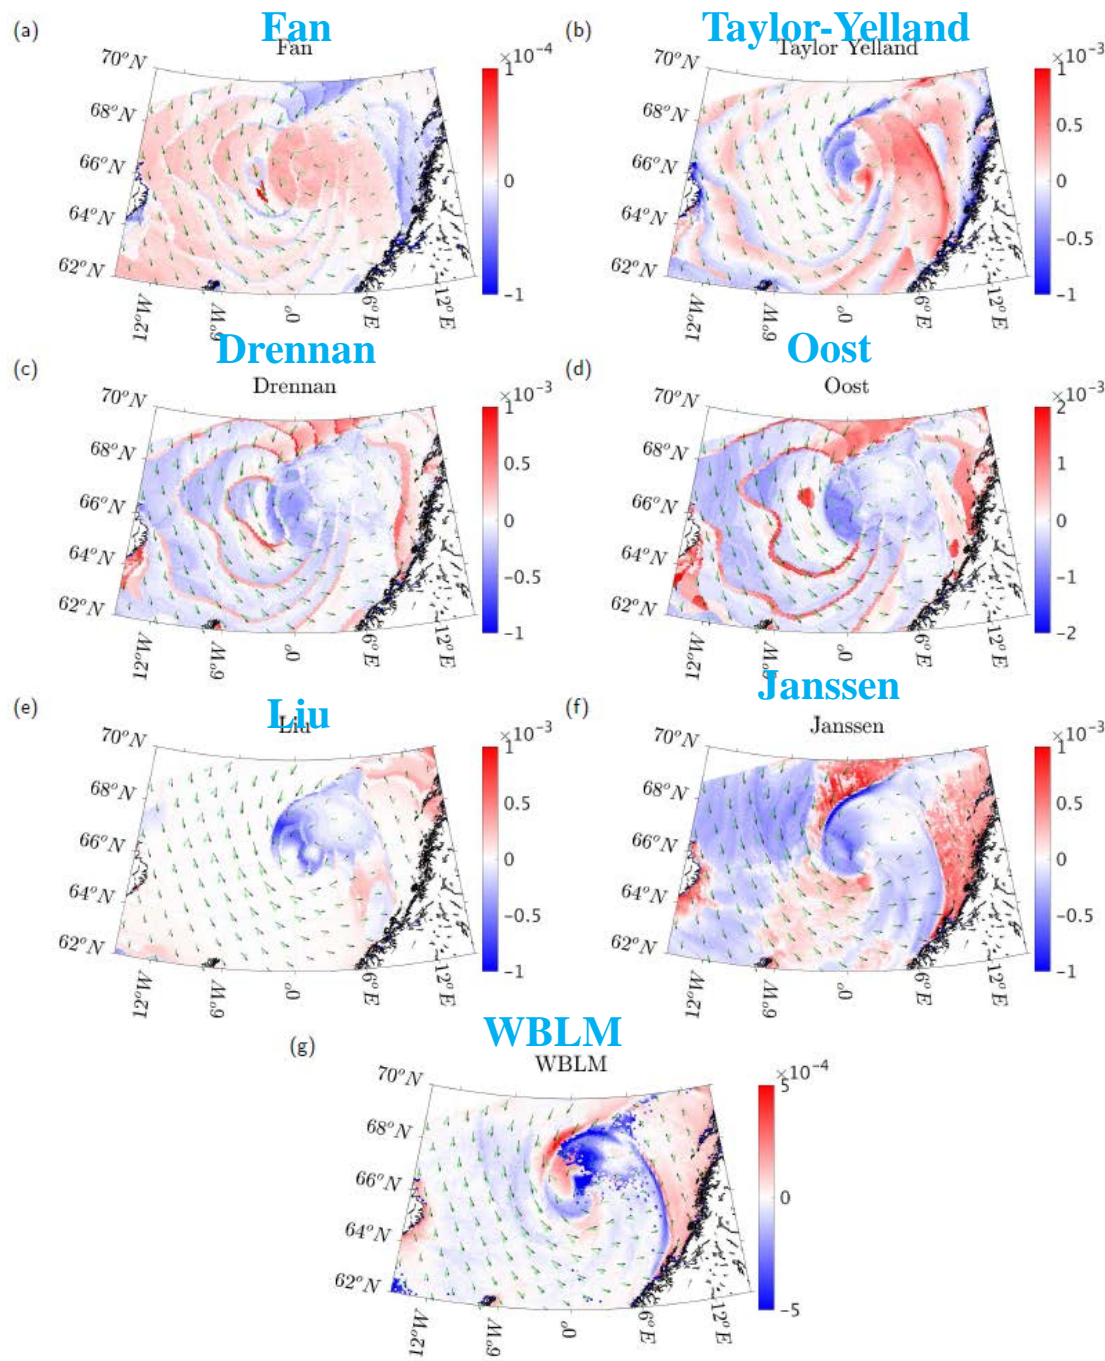 (a)
Fan
Fan
×10⁻⁴
70°N
68°N
66°N
64°N
62°N
12°W
6°W
0°
6°E
12°E
1
0
−1
(b)
Taylor-Yelland
Taylor Yelland
×10⁻³
70°N
68°N
66°N
64°N
62°N
12°W
6°W
0°
6°E
12°E
1
0.5
0
−0.5
−1
(c)
Drennan
Drennan
×10⁻³
70°N
68°N
66°N
64°N
62°N
12°W
6°W
0°
6°E
12°E
1
0.5
0
−0.5
−1
(d)
Oost
Oost
×10⁻³
70°N
68°N
66°N
64°N
62°N
12°W
6°W
0°
6°E
12°E
2
1
0
−1
−2
(e)
Liu
Liu
×10⁻³
70°N
68°N
66°N
64°N
62°N
12°W
6°W
0°
6°E
12°E
1
0.5
0
−0.5
−1
(f)
Janssen
Janssen
×10⁻³
70°N
68°N
66°N
64°N
62°N
12°W
6°W
0°
6°E
12°E
1
0.5
0
−0.5
−1
(g)
WBLM
WBLM
×10⁻⁴
70°N
68°N
66°N
64°N
62°N
12°W
6°W
0°
6°E
12°E
5
0
−5